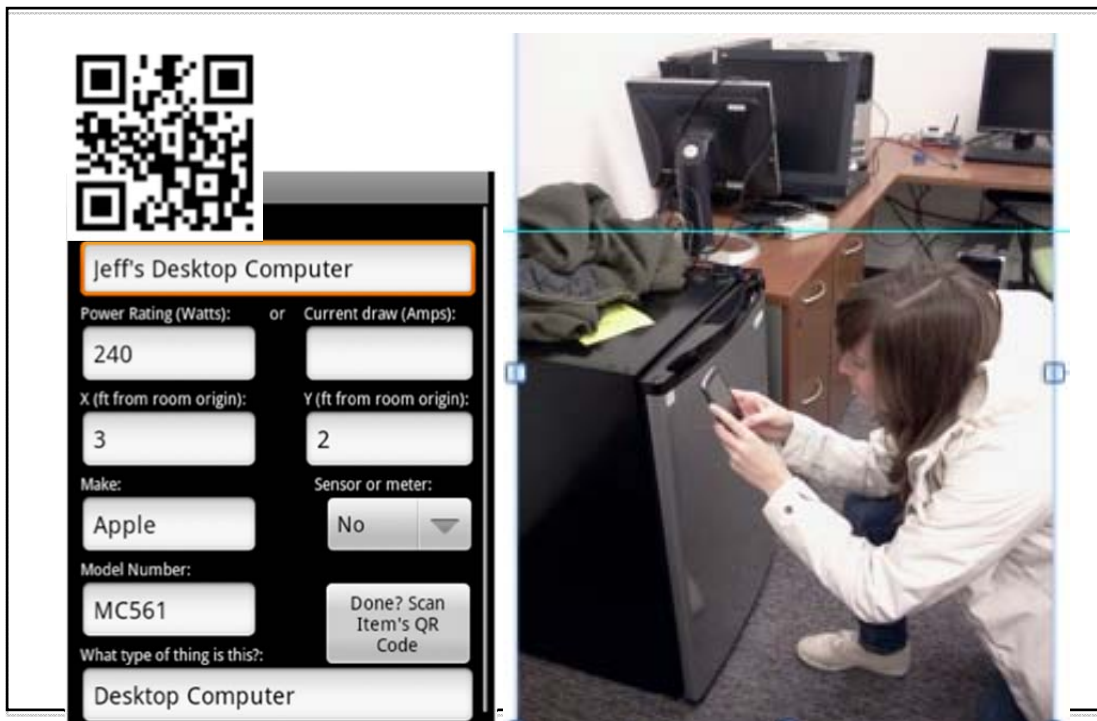 Jeff's Desktop Computer
Power Rating (Watts): or Current draw (Amps):
240
X (ft from room origin): Y (ft from room origin):
3 2
Make: Sensor or meter:
Apple No
Model Number:
MC561
Done? Scan
Item's QR
Code
What type of thing is this?:
Desktop Computer